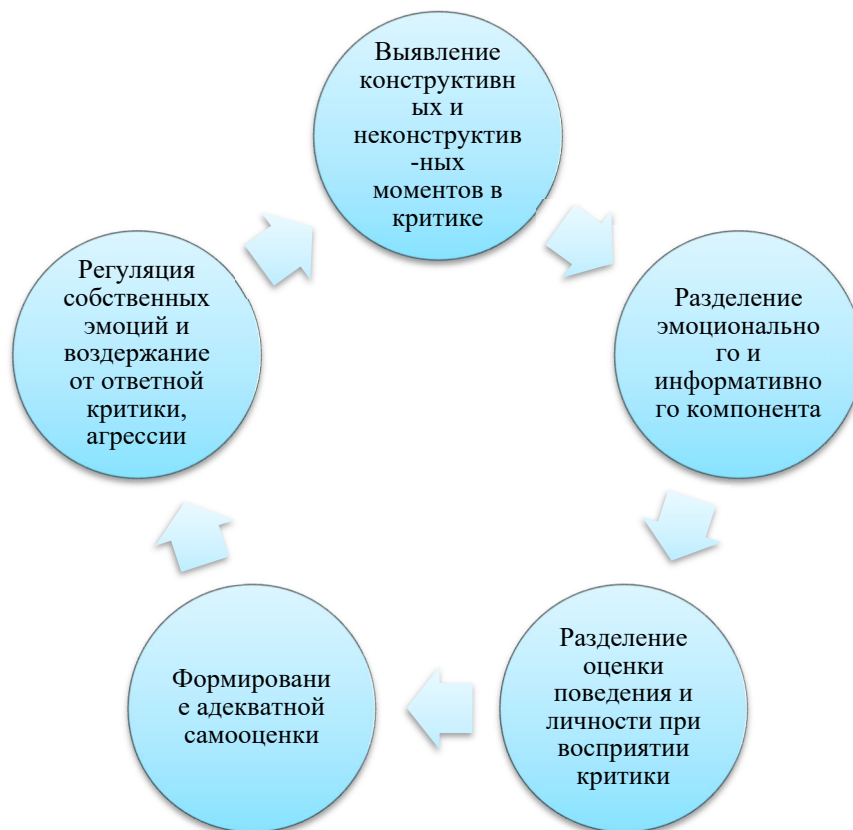 Выявление
конструктивн
ых и
неконструктив
-ных
моментов в
критике
Разделение
эмоционально
го и
информативно
го компонента
Разделение
оценки
поведения и
личности при
восприятии
критики
Формировани
е адекватной
самооценки
Регуляция
собственных
эмоций и
воздержание
от ответной
критики,
агрессии